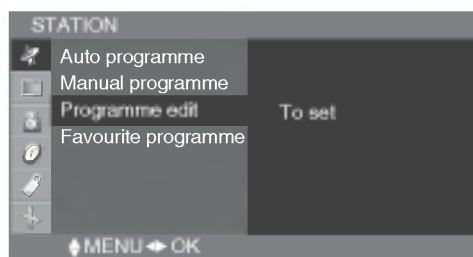 STATION
Auto programme
Manual programme
Programme edit To set
Favourite programme
MENU OK